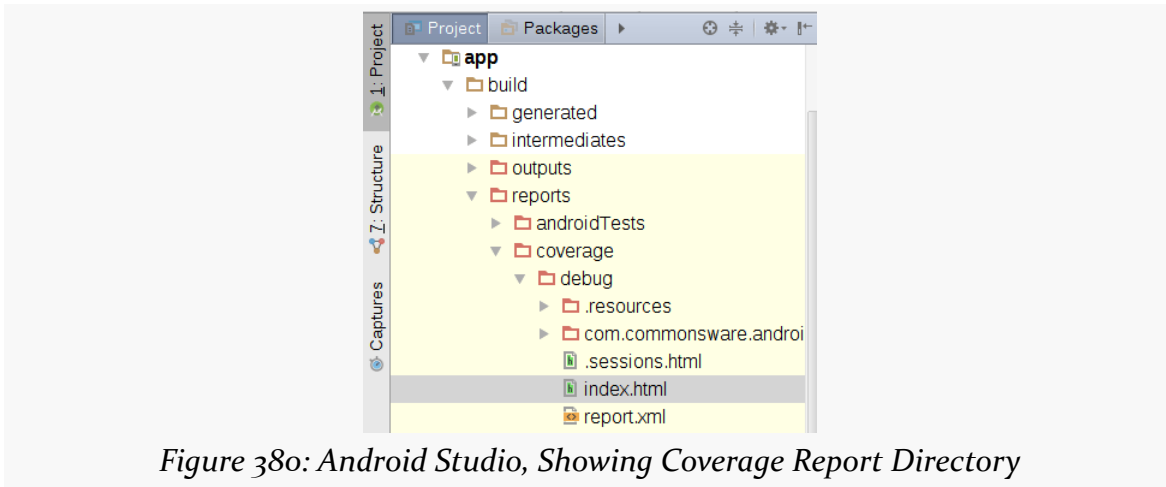 1: Project
7: Structure
Captures
Project Packages
app
build
generated
intermediates
outputs
reports
androidTests
coverage
debug
.resources
com.commonsware.androi
.sessions.html
index.html
report.xml
Figure 380: Android Studio, Showing Coverage Report Directory